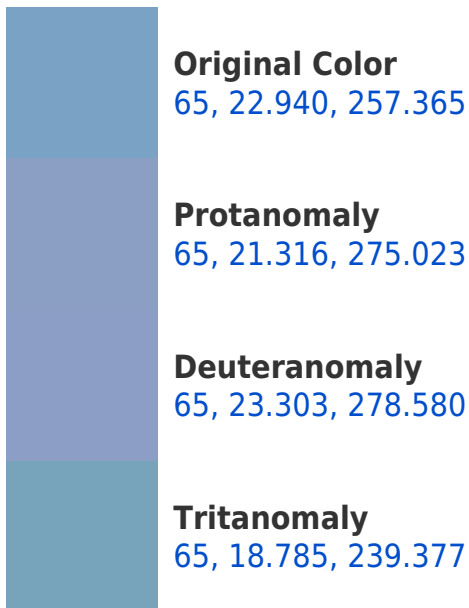 Original Color
65, 22.940, 257.365
Protanomaly
65, 21.316, 275.023
Deuteranomaly
65, 23.303, 278.580
Tritanomaly
65, 18.785, 239.377